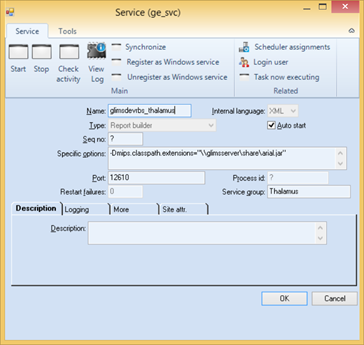 Service (ge_svc)
Service Tools
Start Stop Check activity View Log
Synchronize
Register as Windows service
Unregister as Windows service
Main
Scheduler assignments
Login user
Task now executing
Related
Name: glimsdevrbs_thalamus Internal language: XML
Type: Report builder Auto start
Seq no: ?
Specific options: -Dmips.classpath.extensions="\\glimsserver\share\arial.jar"
Port: 12610 Process id: ?
Restart failures: 0 Service group: Thalamus
Description Logging More Site attr.
Description:
OK Cancel